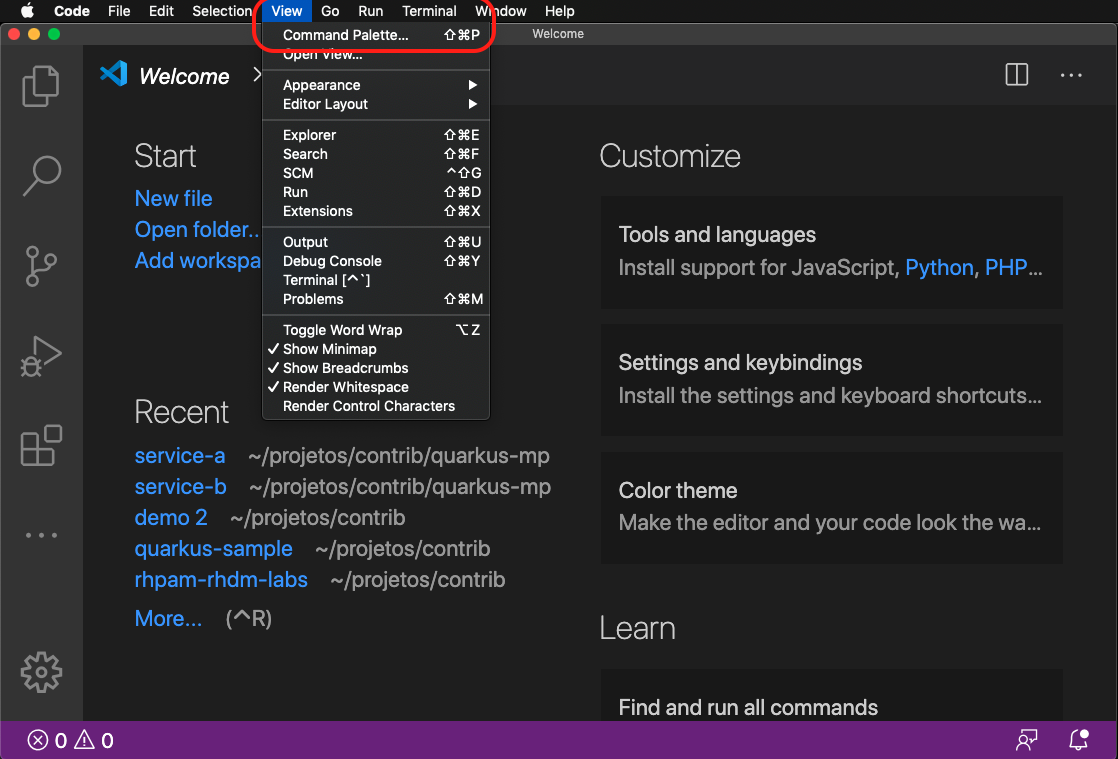 Code File Edit Selection View Go Run Terminal Window Help
Welcome
Command Palette... ⇧⌘P
Open View...
Appearance
Editor Layout
Explorer ⇧⌘E
Search ⇧⌘F
SCM ^⇧G
Run ⇧⌘D
Extensions ⇧⌘X
Output ⇧⌘U
Debug Console ⇧⌘Y
Terminal [^`]
Problems ⇧⌘M
Toggle Word Wrap ⌥Z
✓ Show Minimap
✓ Show Breadcrumbs
✓ Render Whitespace
Render Control Characters
Welcome >
Start
New file
Open folder..
Add workspa
Recent
service-a ~/projetos/contrib/quarkus-mp
service-b ~/projetos/contrib/quarkus-mp
demo 2 ~/projetos/contrib
quarkus-sample ~/projetos/contrib
rhpam-rhdm-labs ~/projetos/contrib
More... (^R)
Customize
Tools and languages
Install support for JavaScript, Python, PHP...
Settings and keybindings
Install the settings and keyboard shortcuts...
Color theme
Make the editor and your code look the wa...
Learn
Find and run all commands
0 0